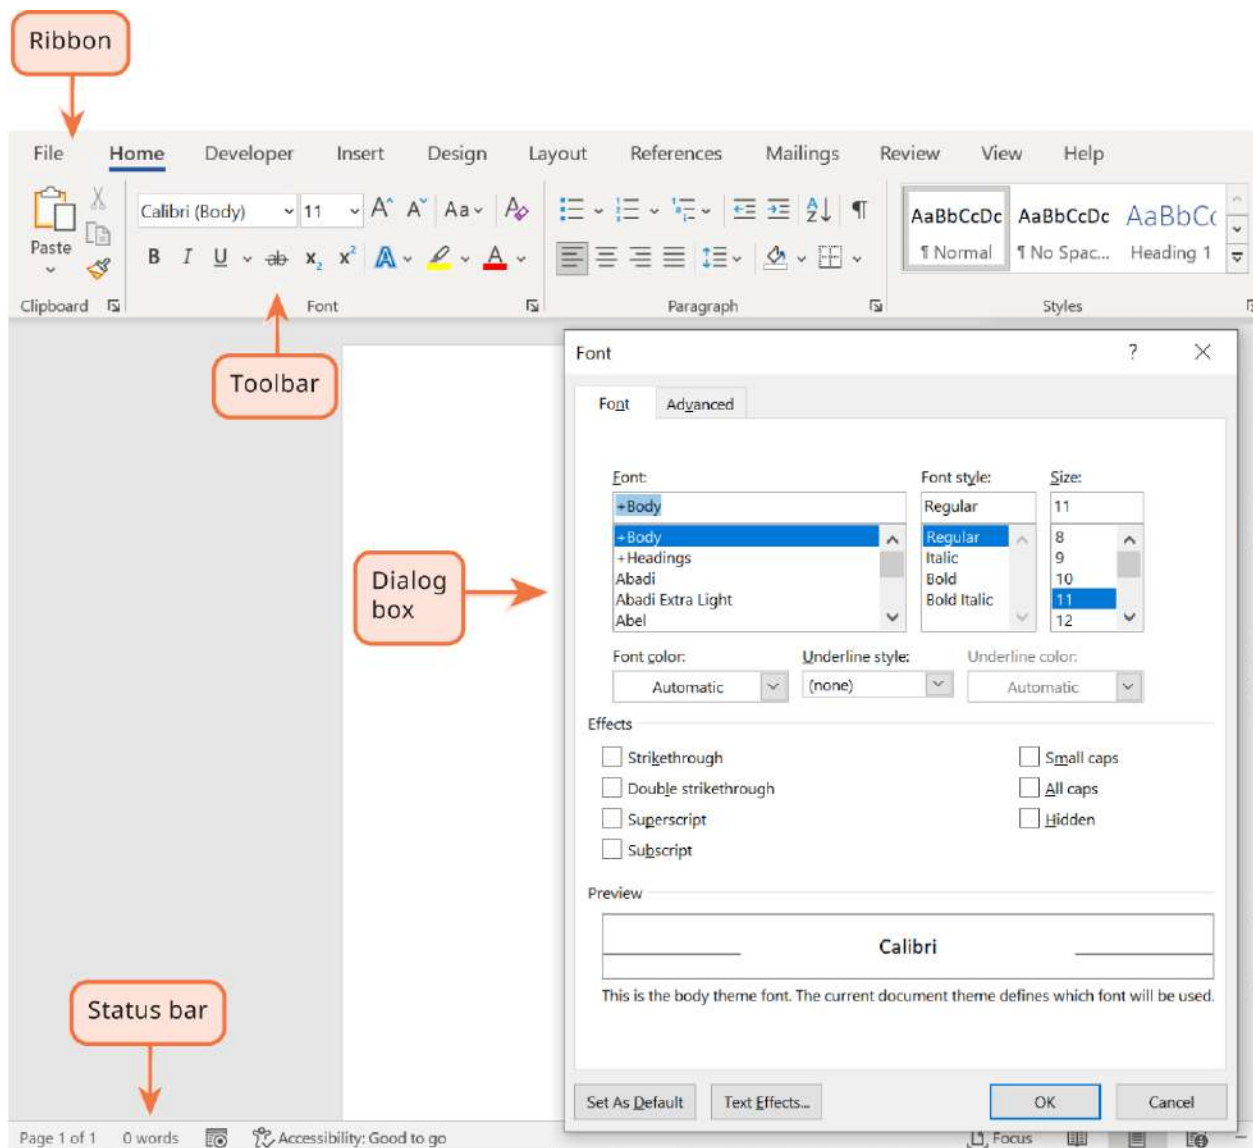 Ribbon
File Home Developer Insert Design Layout References Mailings Review View Help
Calibri (Body) 11 A^ A˅ Aa A AaBbCcDc AaBbCcDc AaBbC
Paste B I U ab x₂ x² A A ¶ Normal ¶ No Spac... Heading 1
Clipboard Font Paragraph Styles
Toolbar
Font ? ×
Font Advanced
Font: Font style: Size:
+Body Regular 11
+Body Regular 8
+Headings Italic 9
Abadi Bold 10
Abadi Extra Light Bold Italic 11
Abel 12
Dialog
box
Font color: Underline style: Underline color:
Automatic (none) Automatic
Effects
Strikethrough Small caps
Double strikethrough All caps
Superscript Hidden
Subscript
Preview
Calibri
This is the body theme font. The current document theme defines which font will be used.
Status bar
Set As Default Text Effects... OK Cancel
Page 1 of 1 0 words Accessibility: Good to go Focus